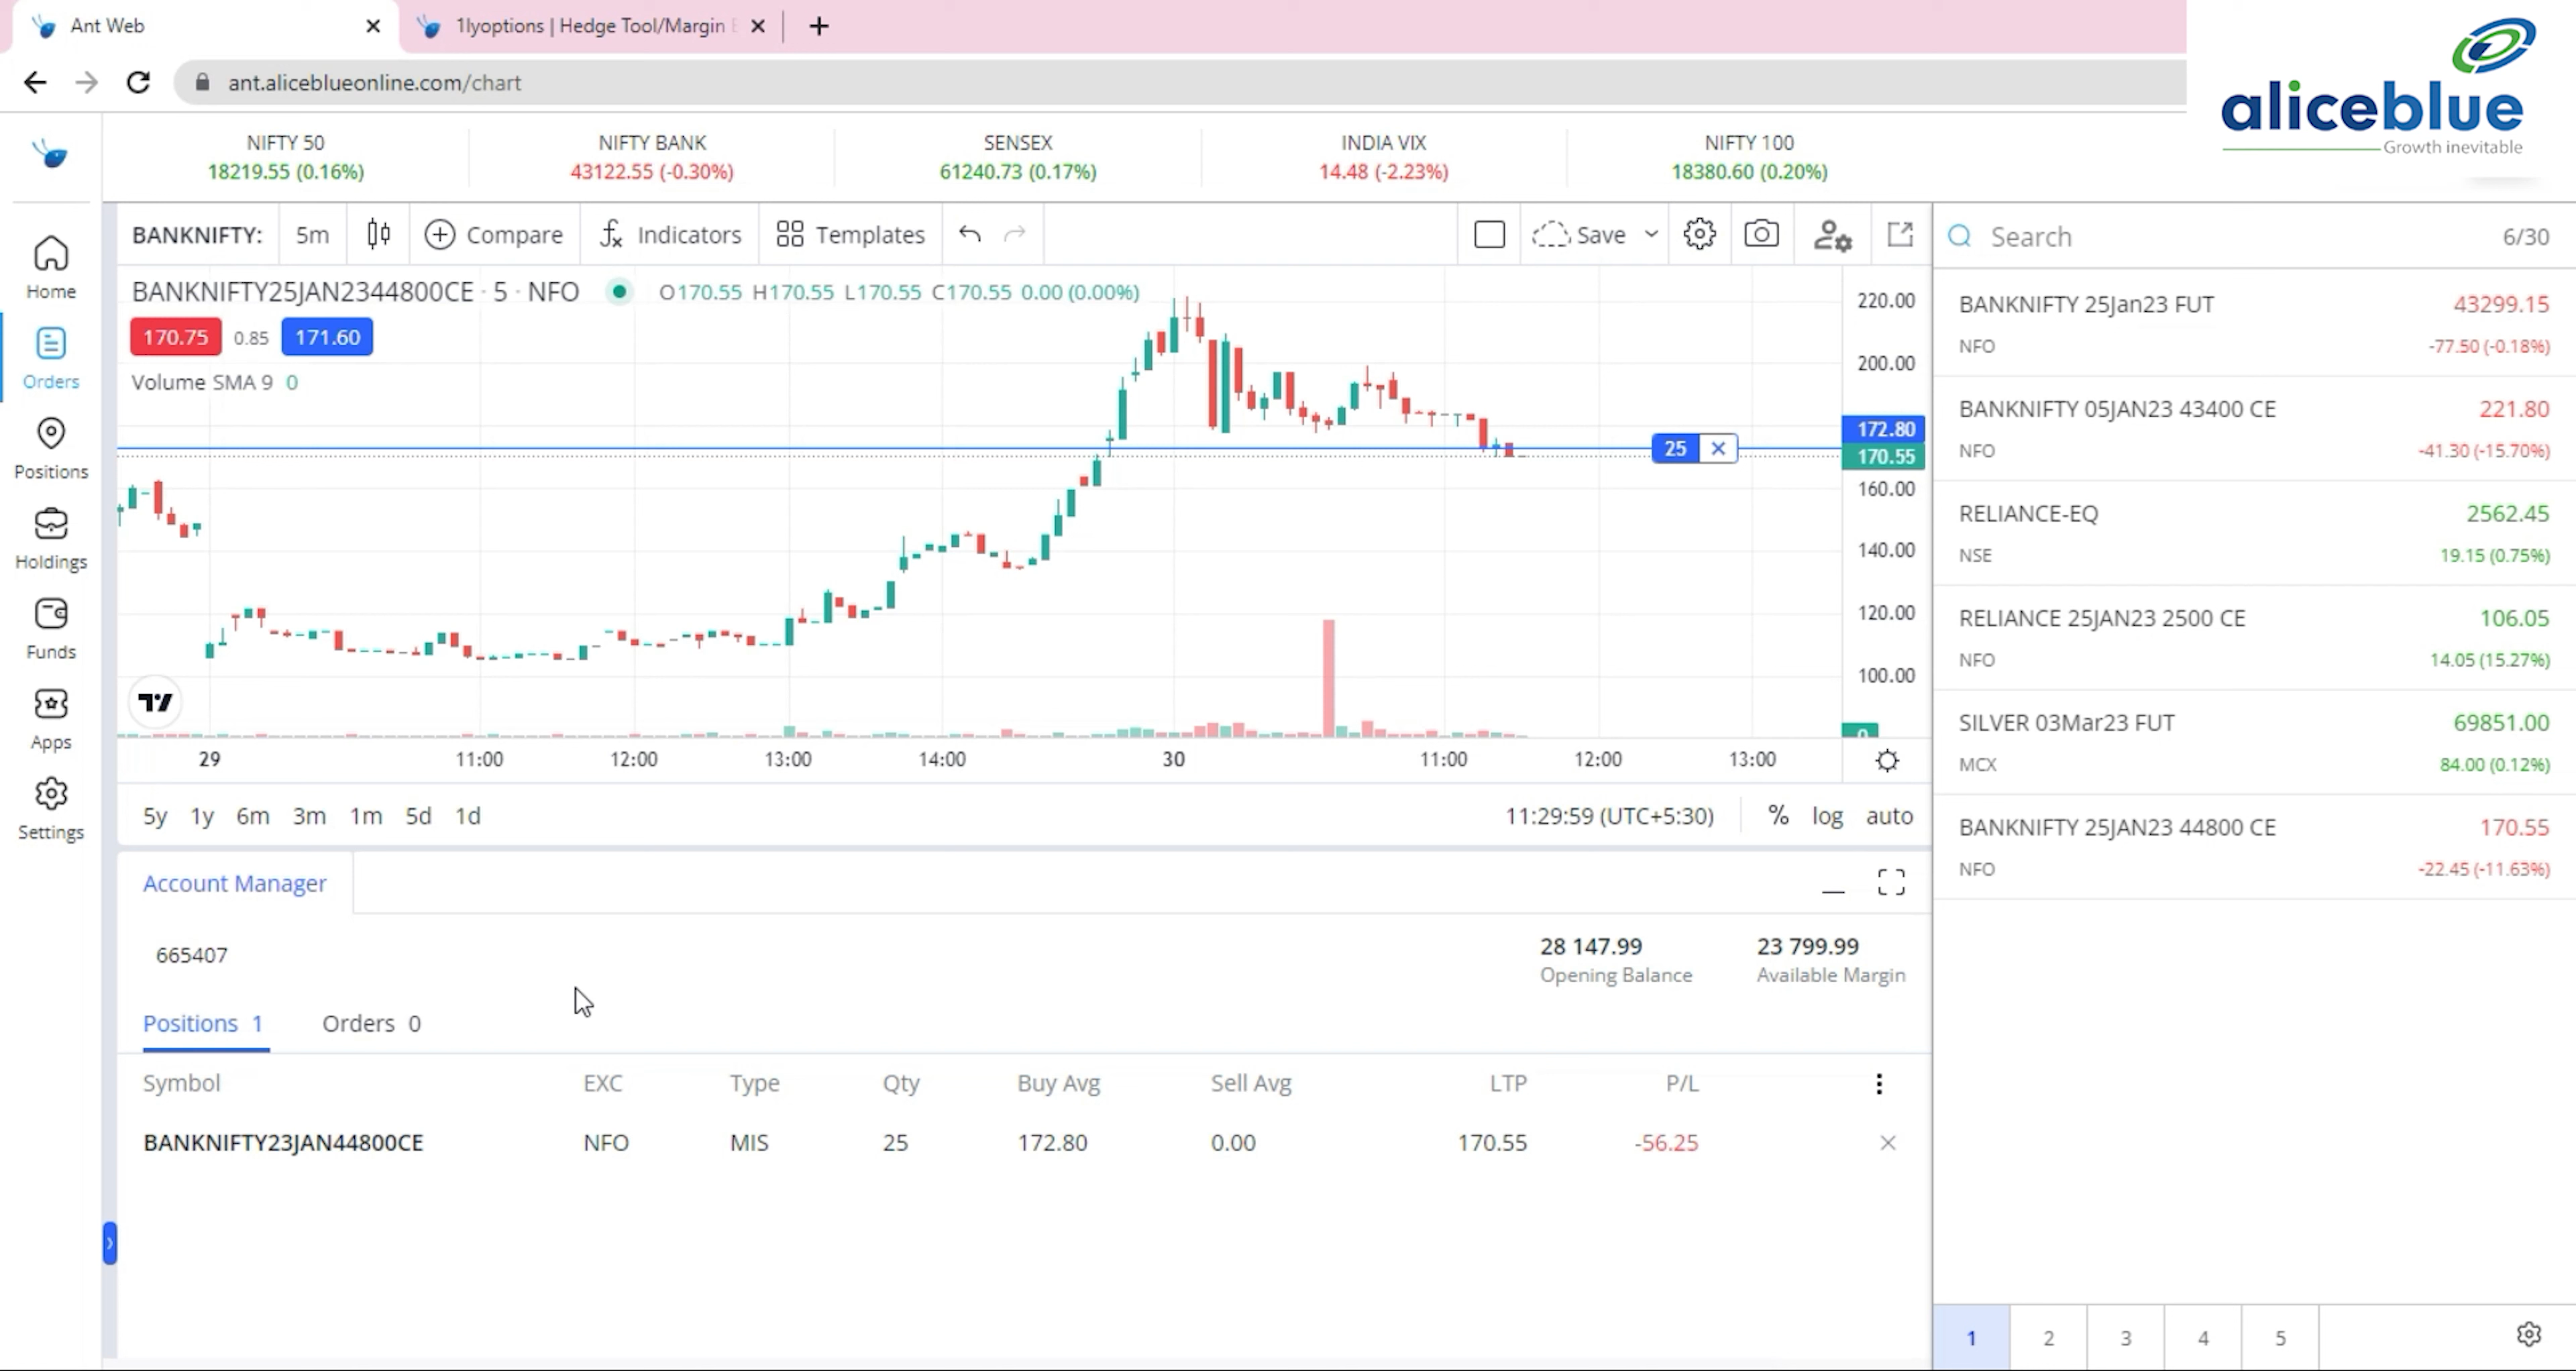 Ant Web
1lyoptions | Hedge Tool/Margin
ant.aliceblueonline.com/chart
aliceblue
Growth inevitable
NIFTY 50
18219.55 (0.16%)
NIFTY BANK
43122.55 (-0.30%)
SENSEX
61240.73 (0.17%)
INDIA VIX
14.48 (-2.23%)
NIFTY 100
18380.60 (0.20%)
Home
Orders
Positions
Holdings
Funds
Apps
Settings
BANKNIFTY: 5m Compare Indicators Templates Save
BANKNIFTY25JAN2344800CE · 5 · NFO O170.55 H170.55 L170.55 C170.55 0.00 (0.00%)
170.75 0.85 171.60
Volume SMA 9 0
220.00
200.00
172.80
25
170.55
160.00
140.00
120.00
100.00
0
29 11:00 12:00 13:00 14:00 30 11:00 12:00 13:00
5y 1y 6m 3m 1m 5d 1d 11:29:59 (UTC+5:30) % log auto
Account Manager
665407
28 147.99
Opening Balance
23 799.99
Available Margin
Positions 1 Orders 0
Symbol EXC Type Qty Buy Avg Sell Avg LTP P/L
BANKNIFTY23JAN44800CE NFO MIS 25 172.80 0.00 170.55 -56.25
Search 6/30
BANKNIFTY 25Jan23 FUT 43299.15
NFO -77.50 (-0.18%)
BANKNIFTY 05JAN23 43400 CE 221.80
NFO -41.30 (-15.70%)
RELIANCE-EQ 2562.45
NSE 19.15 (0.75%)
RELIANCE 25JAN23 2500 CE 106.05
NFO 14.05 (15.27%)
SILVER 03Mar23 FUT 69851.00
MCX 84.00 (0.12%)
BANKNIFTY 25JAN23 44800 CE 170.55
NFO -22.45 (-11.63%)
1 2 3 4 5